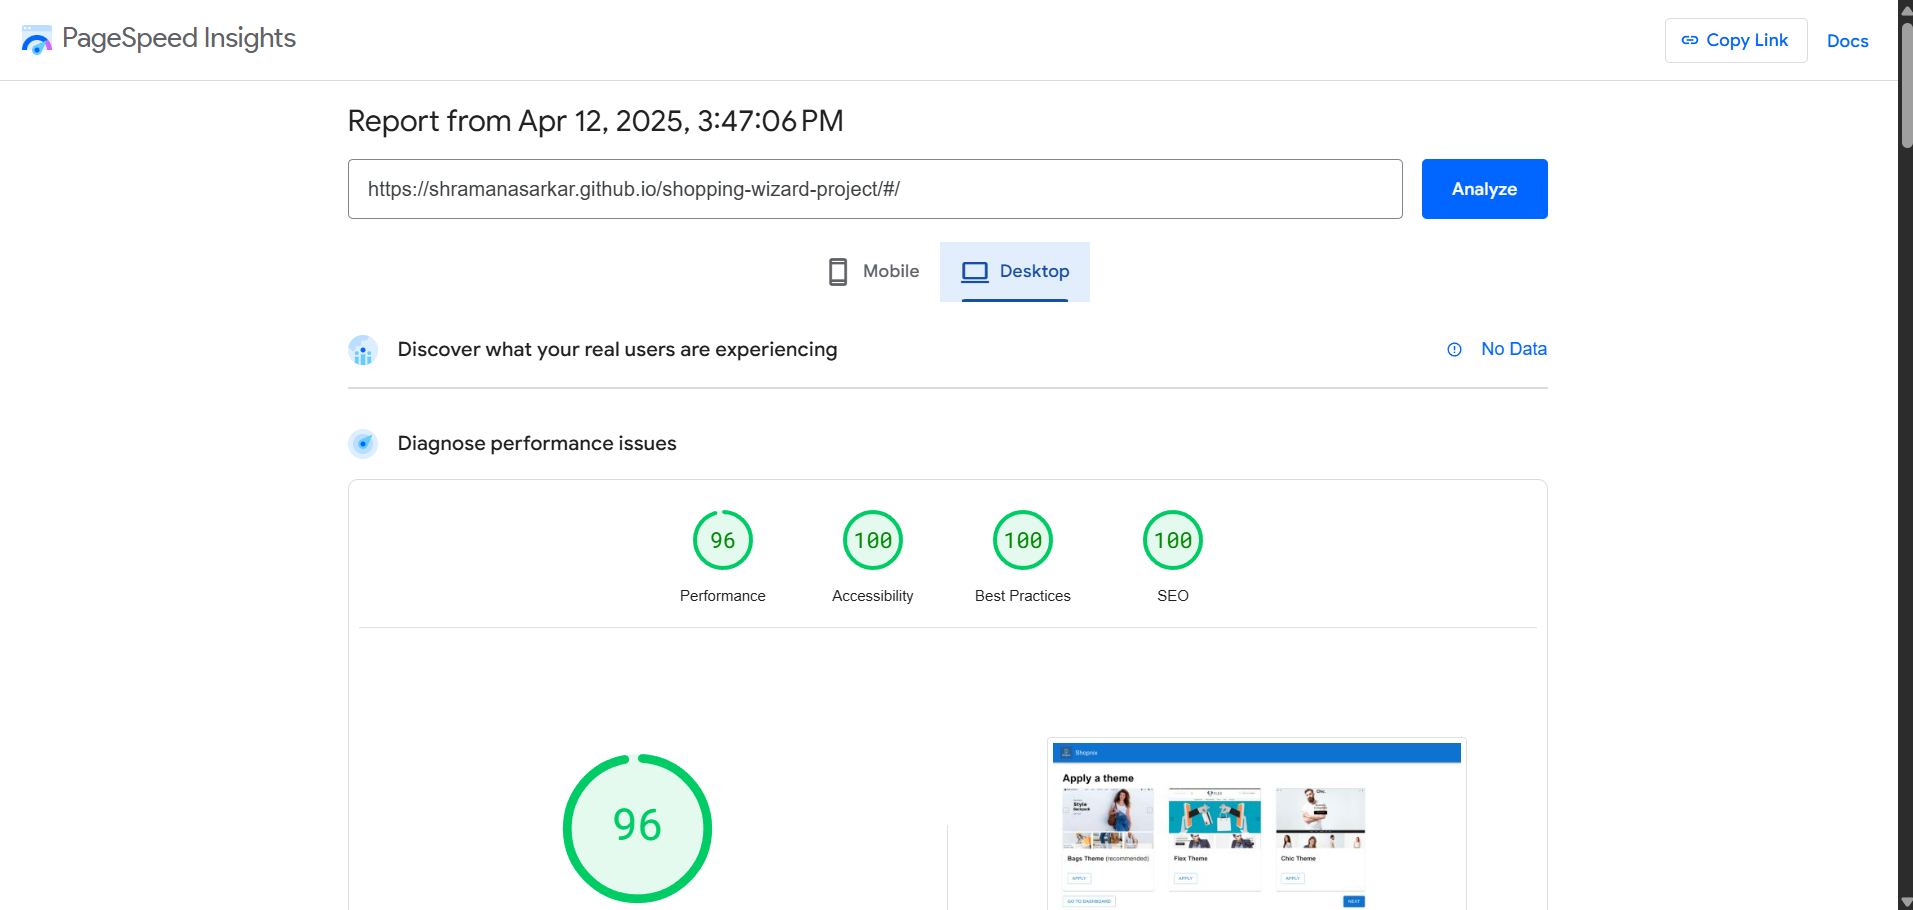 PageSpeed Insights
Copy Link
Docs
Report from Apr 12, 2025, 3:47:06 PM
https://shramanasarkar.github.io/shopping-wizard-project/#/
Analyze
Mobile
Desktop
Discover what your real users are experiencing
No Data
Diagnose performance issues
96
100
100
100
Performance
Accessibility
Best Practices
SEO
96
Apply a theme
Style
Chic.
FLEX
Bags Theme (recommended)
Flex Theme
Chic Theme
APPLY
APPLY
APPLY
GO TO DASHBOARD
NEXT